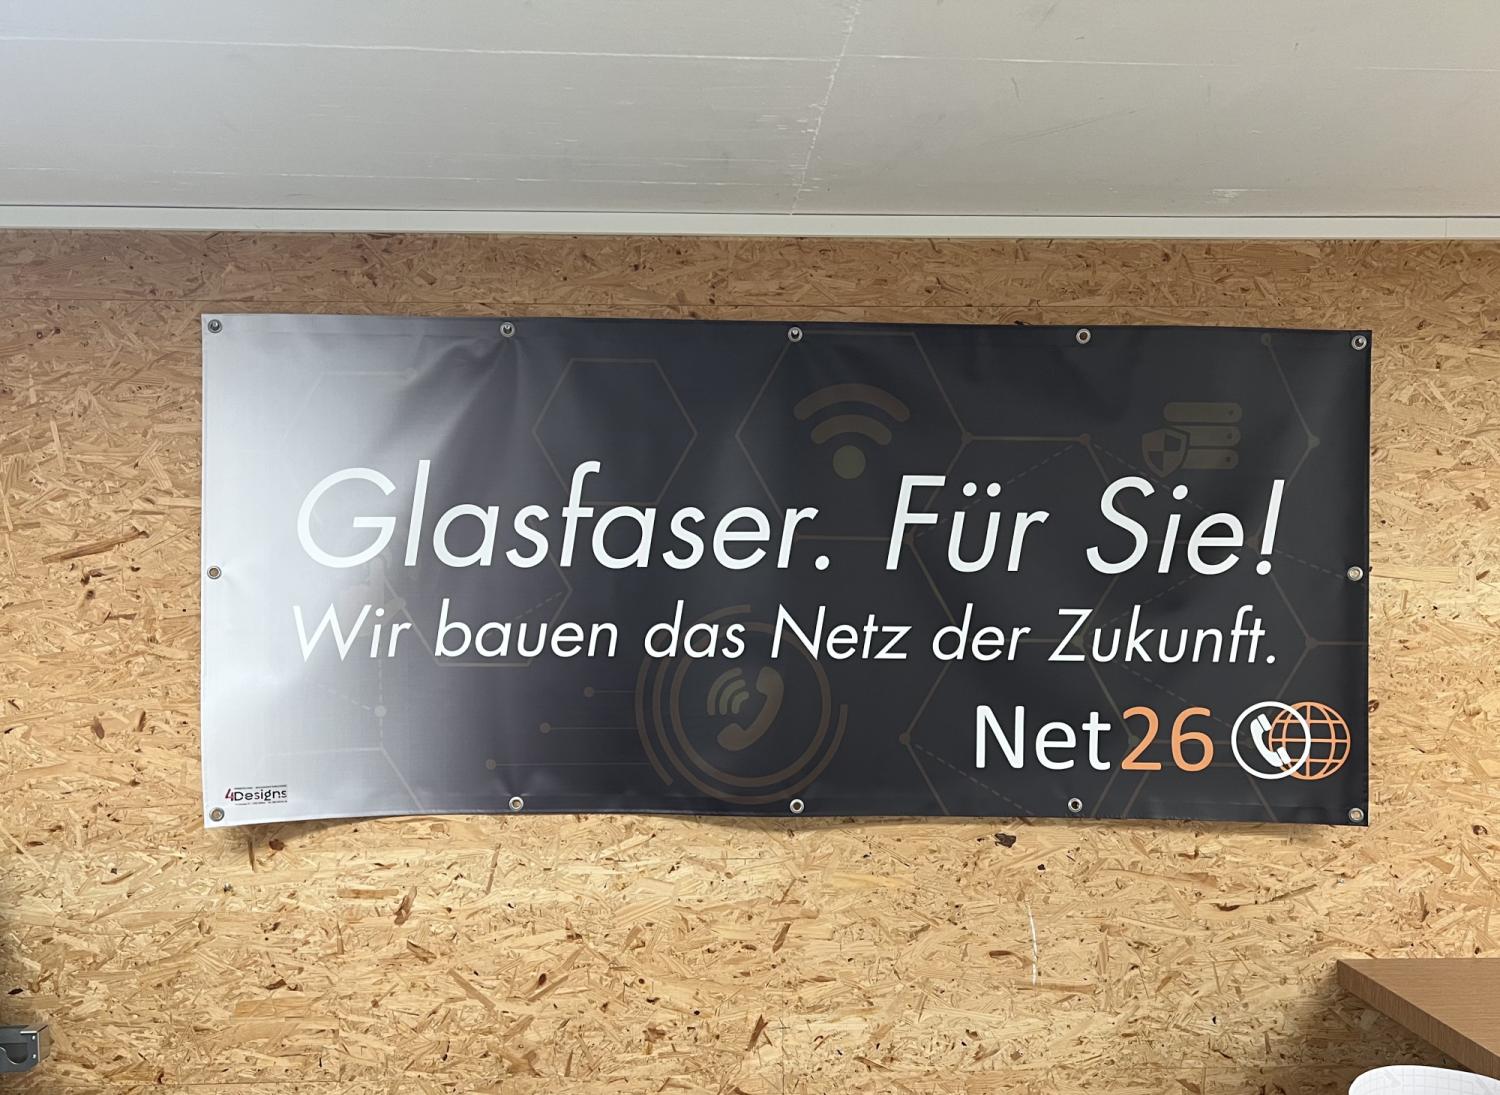 Glasfaser. Für Sie!
Wir bauen das Netz der Zukunft.
Net26
4Designs